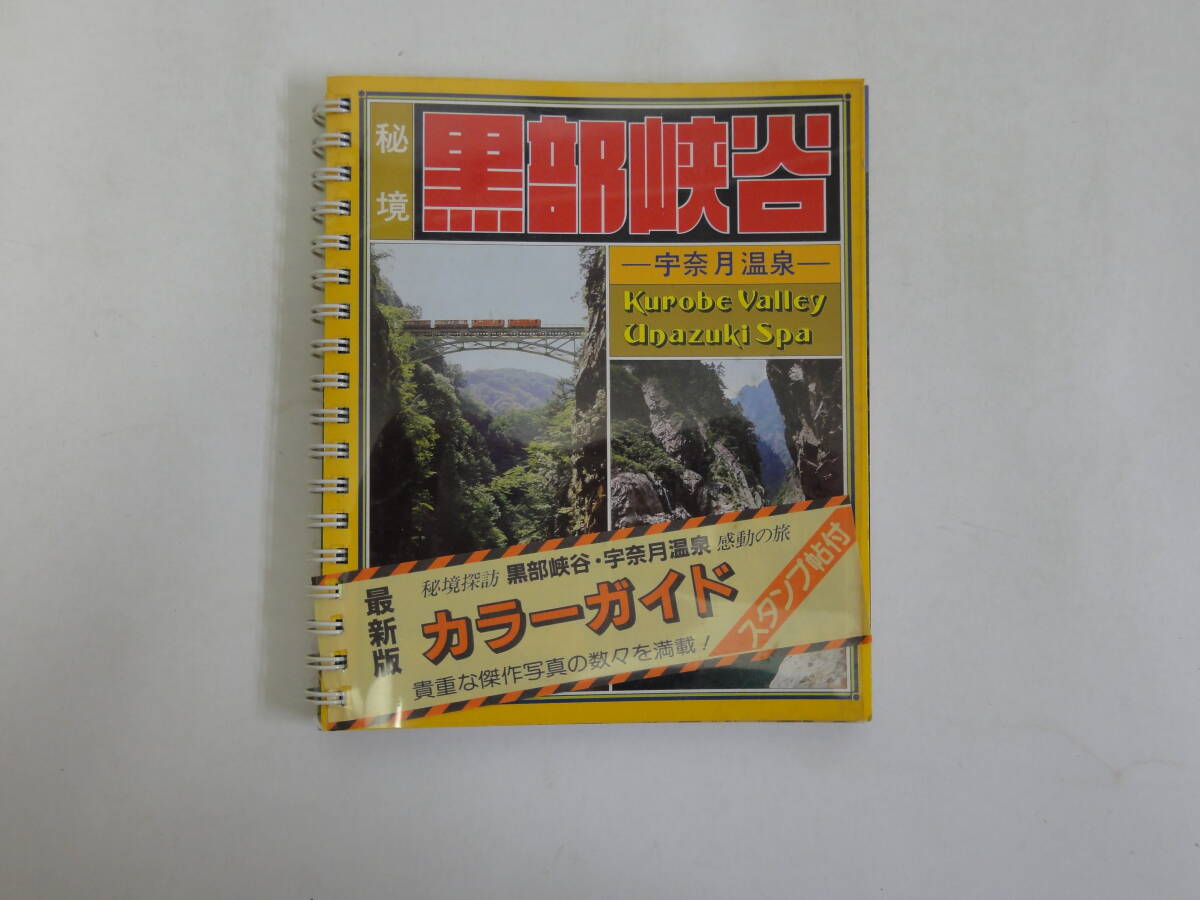 秘境
黒部峡谷
―宇奈月温泉―
Kurobe Valley
Unazuki Spa
最新版
秘境探訪 黒部峡谷・宇奈月温泉 感動の旅
カラーガイド
貴重な傑作写真の数々を満載!
スタンプ帖付